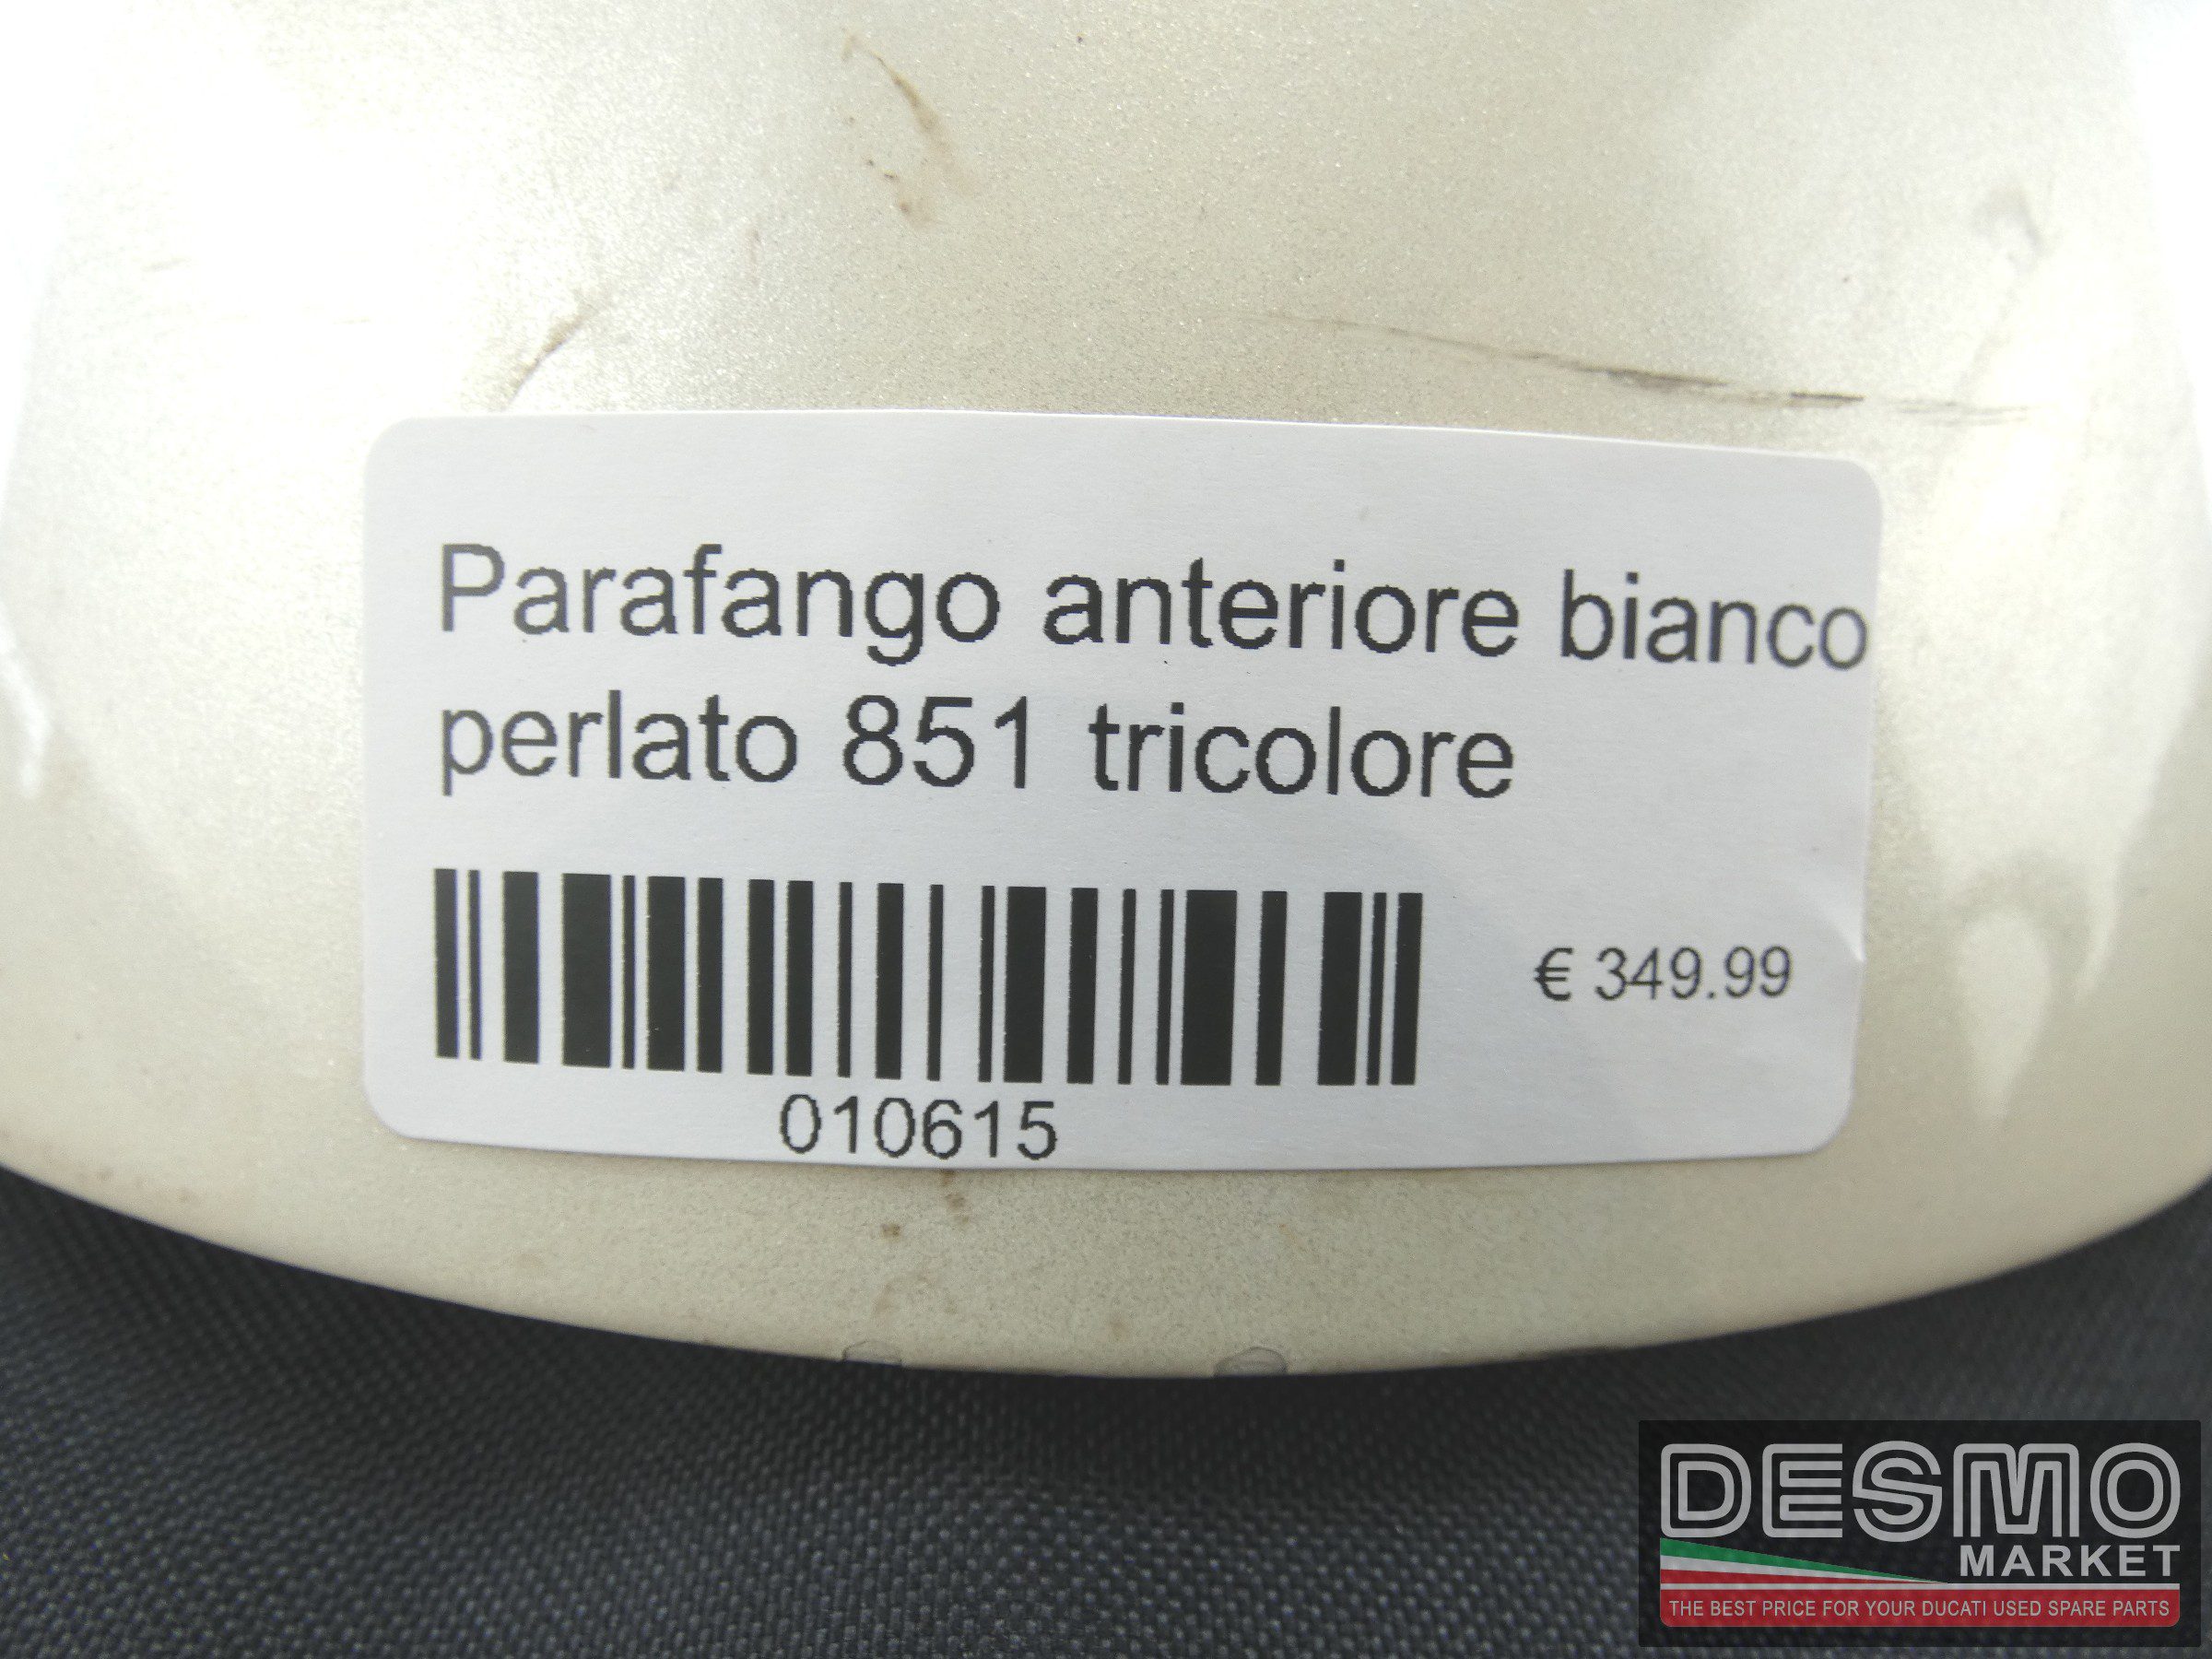 Parafango anteriore bianco
perlato 851 tricolore
€ 349.99
010615
DESMO
MARKET
THE BEST PRICE FOR YOUR DUCATI USED SPARE PARTS